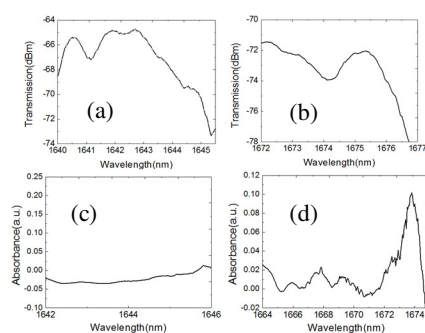 -64
-66
-68
-70
-72
-74
Transmission(dBm)
(a)
1640 1641 1642 1643 1644 1645
Wavelength(nm)
-70
-72
-74
-76
-78
Transmission(dBm)
(b)
1672 1673 1674 1675 1676 1677
Wavelength(nm)
0.25
0.20
0.15
0.10
0.05
0.00
-0.05
-0.10
Absorbance(a.u.)
(c)
1642 1644 1646
Wavelength(nm)
0.12
0.10
0.08
0.06
0.04
0.02
0.00
-0.02
Absorbance(a.u.)
(d)
1664 1666 1668 1670 1672 1674
Wavelength(nm)